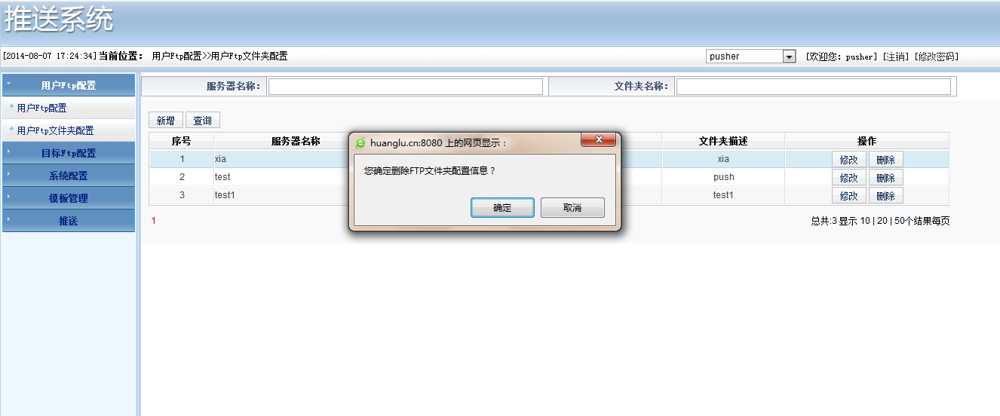 推送系统
[2014-08-07 17:24:34] 当前位置： 用户Ftp配置>>用户Ftp文件夹配置 pusher [欢迎您：pusher] [注销] [修改密码]
用户Ftp配置
用户Ftp配置
用户Ftp文件夹配置
目标Ftp配置
系统配置
模板管理
推送
服务器名称： 文件夹名称：
新增 查询
序号 服务器名称 文件夹描述 操作
1 xia xia 修改 删除
2 test push 修改 删除
3 test1 test1 修改 删除
1 总共:3 显示 10 | 20 | 50个结果每页
huanglu.cn:8080 上的网页显示：
您确定删除FTP文件夹配置信息？
确定 取消